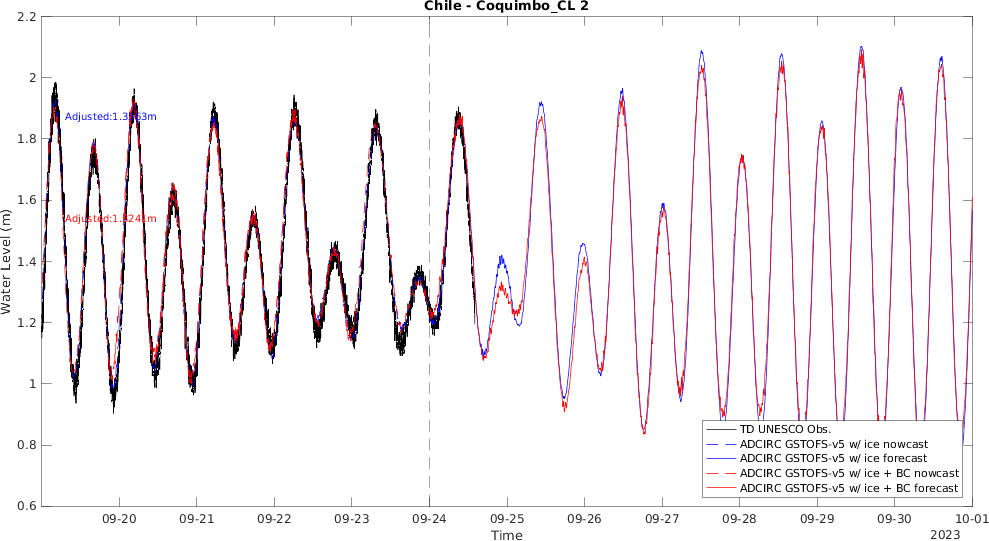 Chile - Coquimbo_CL 2
Water Level (m)
2.2
2
1.8
1.6
1.4
1.2
1
0.8
0.6
09-20
09-21
09-22
09-23
09-24
09-25
09-26
09-27
09-28
09-29
09-30
10-01
2023
Time
TD UNESCO Obs.
ADCIRC GSTOFS-v5 w/ ice nowcast
ADCIRC GSTOFS-v5 w/ ice forecast
ADCIRC GSTOFS-v5 w/ ice + BC nowcast
ADCIRC GSTOFS-v5 w/ ice + BC forecast